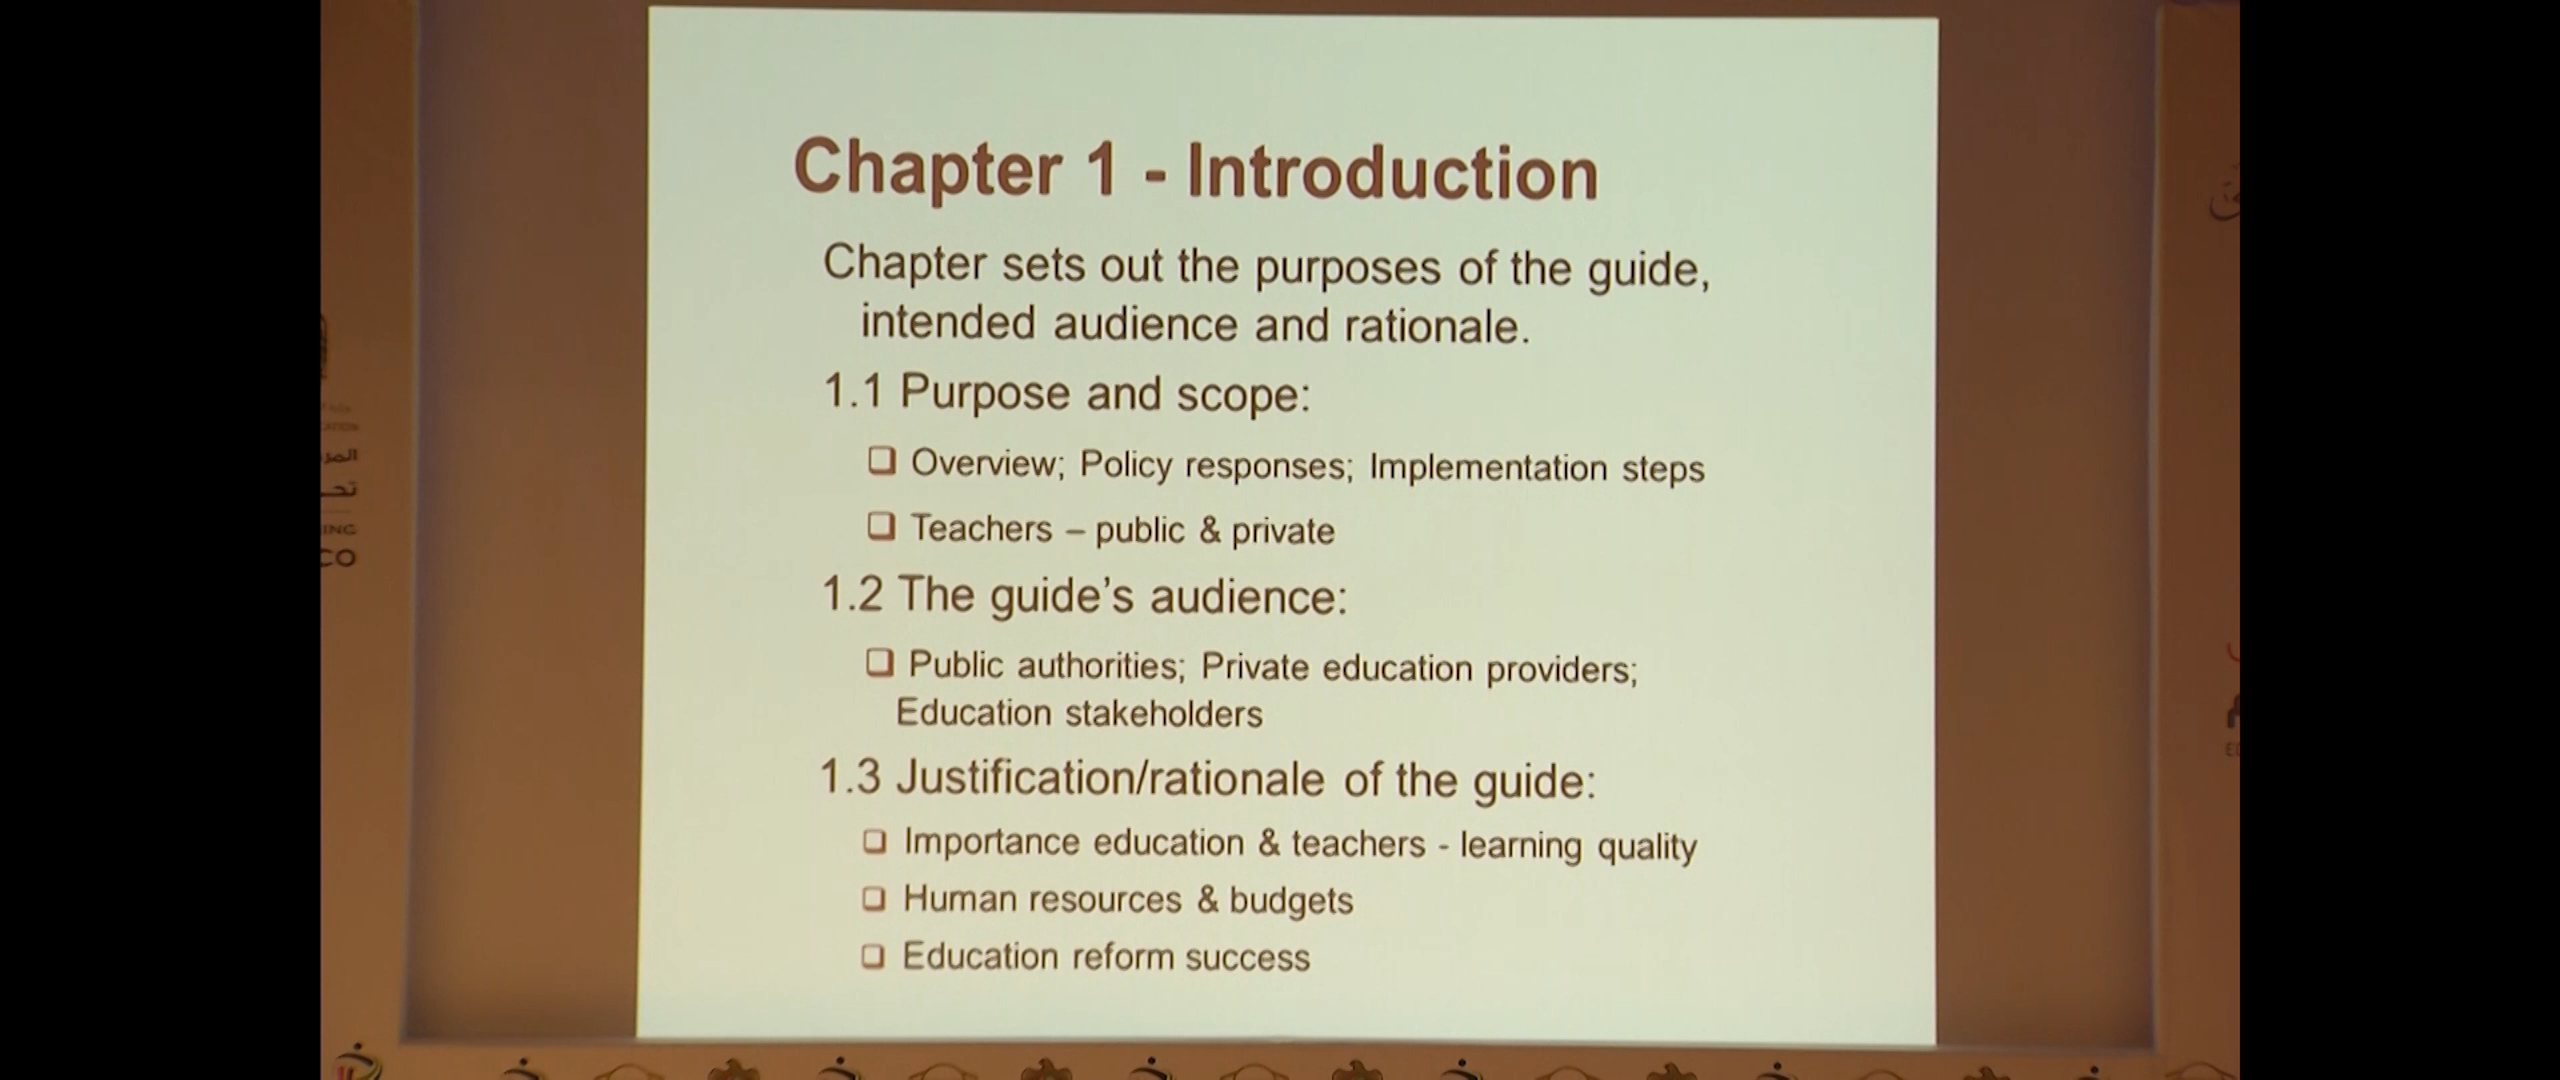 Chapter 1 - Introduction
Chapter sets out the purposes of the guide,
intended audience and rationale.
1.1 Purpose and scope:
❑ Overview; Policy responses; Implementation steps
❑ Teachers – public & private
1.2 The guide’s audience:
❑ Public authorities; Private education providers;
Education stakeholders
1.3 Justification/rationale of the guide:
❑ Importance education & teachers - learning quality
❑ Human resources & budgets
❑ Education reform success
ING
CO